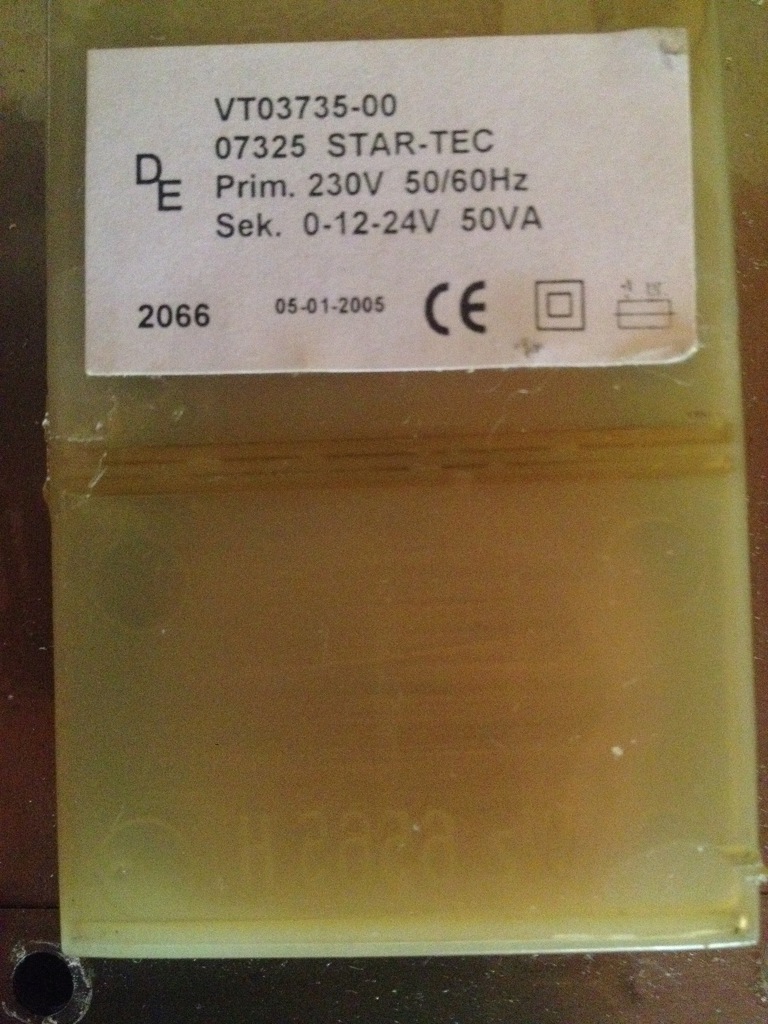 VT03735-00
07325 STAR-TEC
DE
Prim. 230V 50/60Hz
Sek. 0-12-24V 50VA
2066
05-01-2005
CE